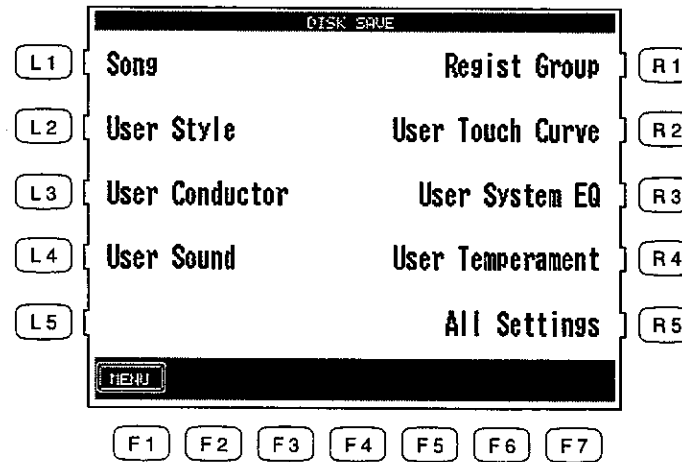 DISK SAVE
L1 Song Regist Group R1
L2 User Style User Touch Curve R2
L3 User Conductor User System EQ R3
L4 User Sound User Temperament R4
L5 All Settings R5
MENU
F1 F2 F3 F4 F5 F6 F7